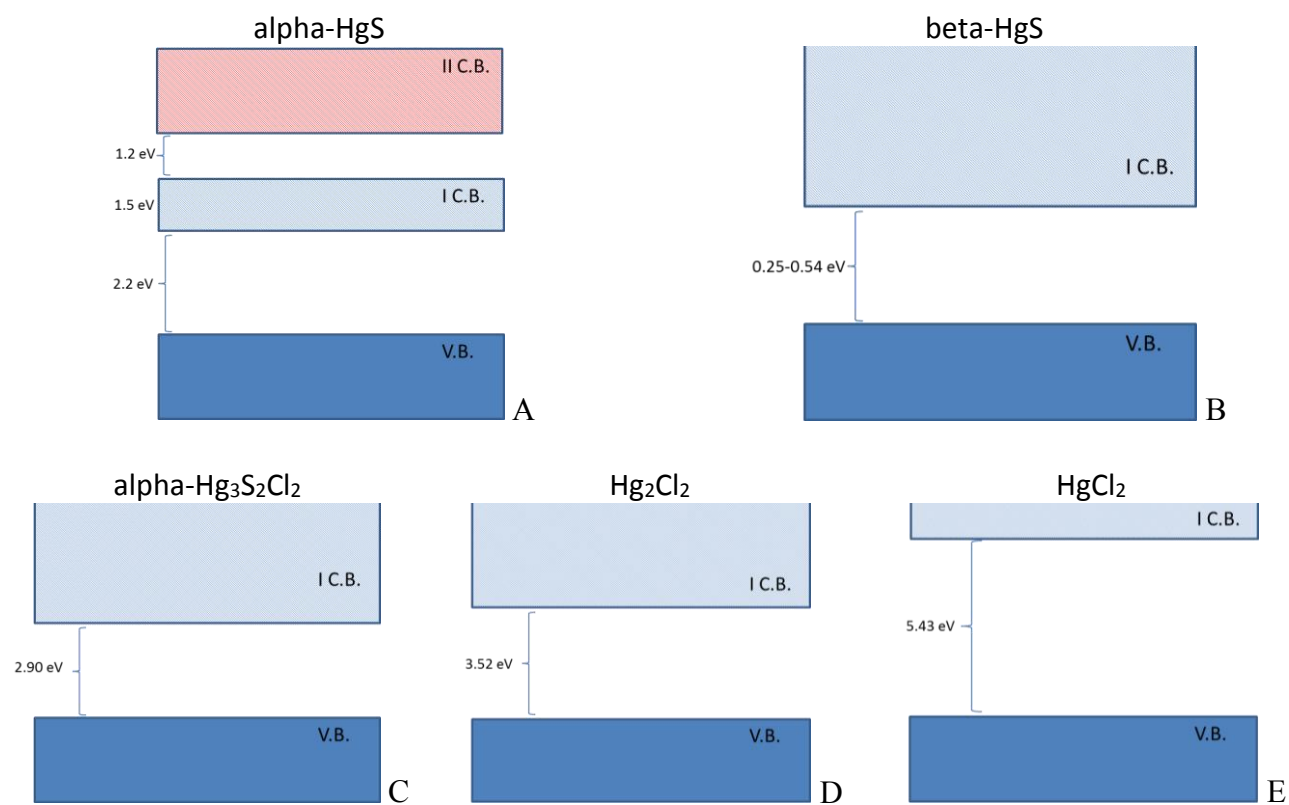 alpha-HgS
II C.B.
1.2 eV
I C.B.
1.5 eV
2.2 eV
V.B.
A
beta-HgS
I C.B.
0.25-0.54 eV
V.B.
B
alpha-Hg₃S₂Cl₂
I C.B.
2.90 eV
V.B.
C
Hg₂Cl₂
I C.B.
3.52 eV
V.B.
D
HgCl₂
I C.B.
5.43 eV
V.B.
E